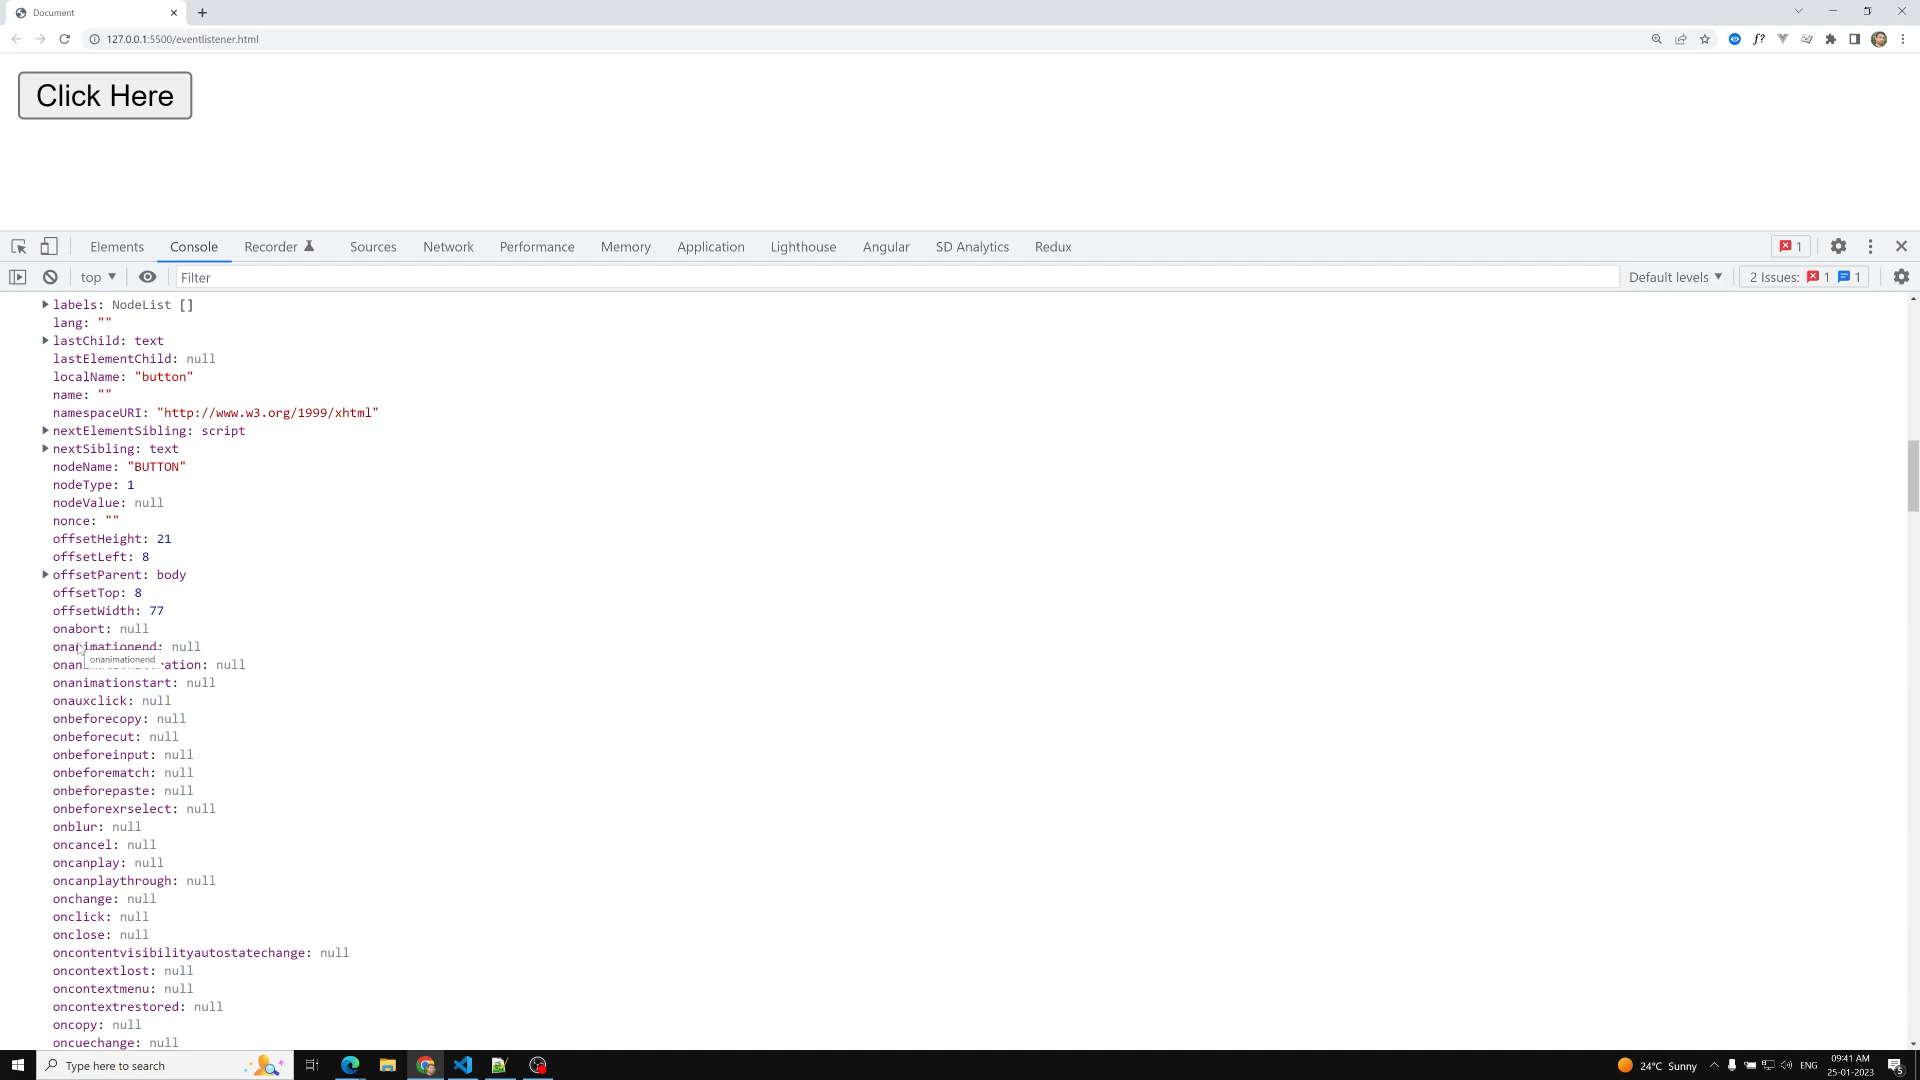 Document
127.0.0.1:5500/eventlistener.html
f?
Click Here
Elements Console Recorder Sources Network Performance Memory Application Lighthouse Angular SD Analytics Redux 1
top Filter Default levels 2 Issues: 1 1
labels: NodeList []
lang: ""
lastChild: text
lastElementChild: null
localName: "button"
name: ""
namespaceURI: "http://www.w3.org/1999/xhtml"
nextElementSibling: script
nextSibling: text
nodeName: "BUTTON"
nodeType: 1
nodeValue: null
nonce: ""
offsetHeight: 21
offsetLeft: 8
offsetParent: body
offsetTop: 8
offsetWidth: 77
onabort: null
onanimationend: null
onanimationend
ation: null
onanimationstart: null
onauxclick: null
onbeforecopy: null
onbeforecut: null
onbeforeinput: null
onbeforematch: null
onbeforepaste: null
onbeforexrselect: null
onblur: null
oncancel: null
oncanplay: null
oncanplaythrough: null
onchange: null
onclick: null
onclose: null
oncontentvisibilityautostatechange: null
oncontextlost: null
oncontextmenu: null
oncontextrestored: null
oncopy: null
oncuechange: null
Type here to search
24°C Sunny
ENG
09:41 AM
25-01-2023
5